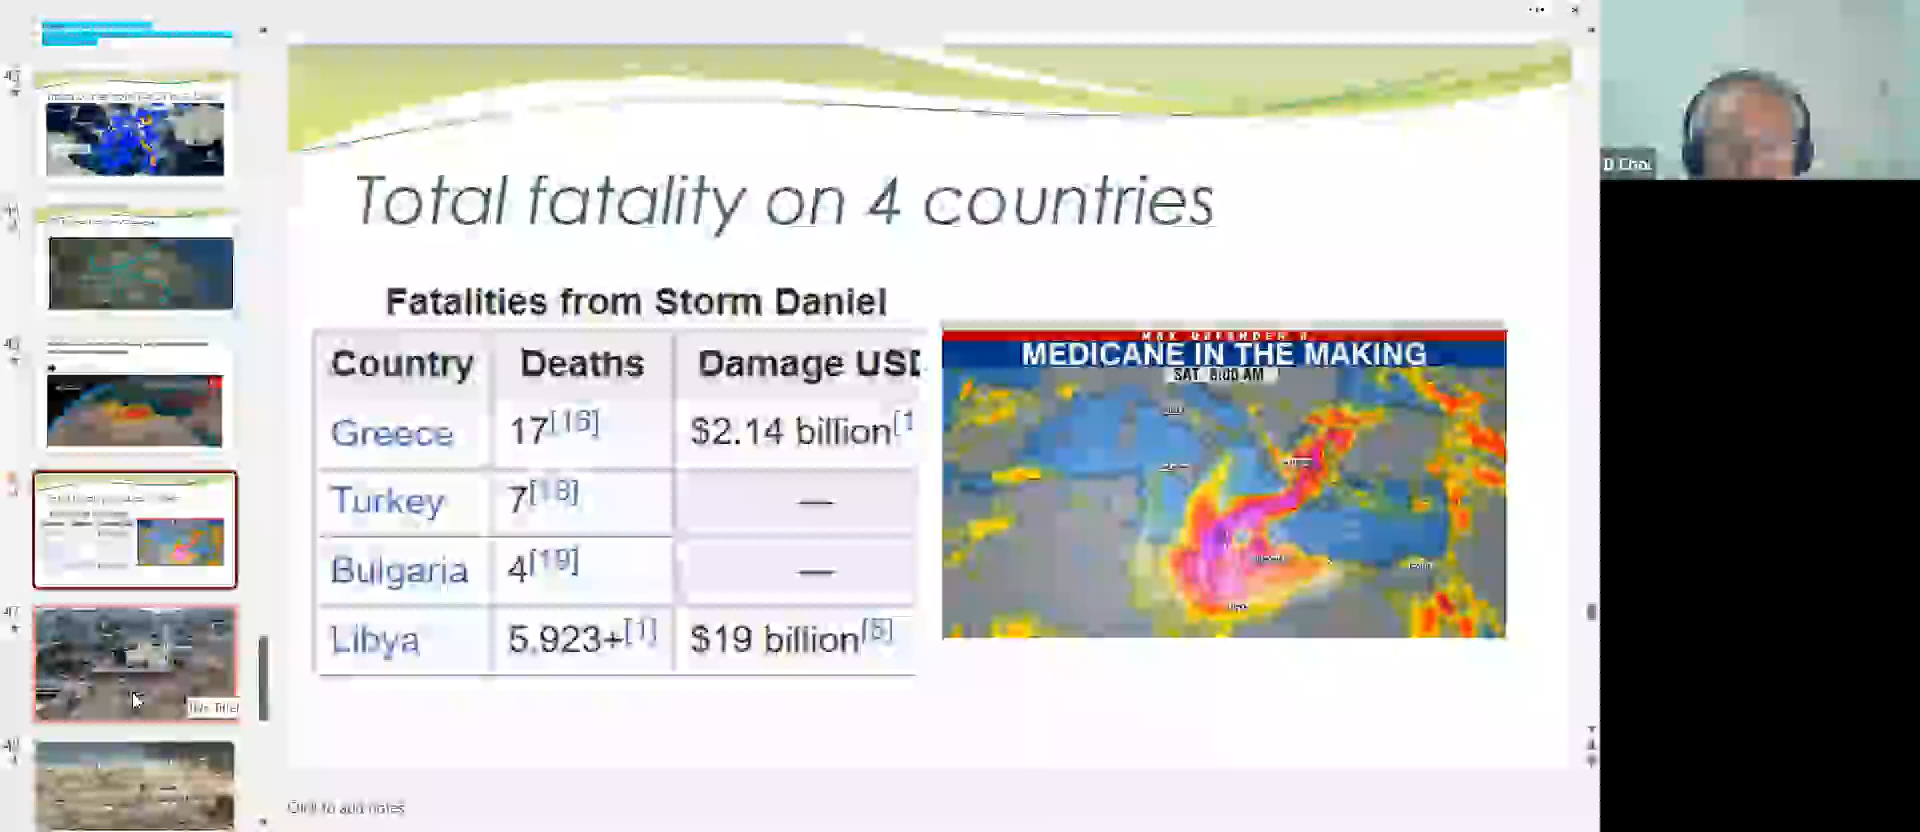 Total fatality on 4 countries
Fatalities from Storm Daniel
Country Deaths Damage USD
Greece 17[16] $2.14 billion[1
Turkey 7[18] —
Bulgaria 4[19] —
Libya 5,923+[1] $19 billion[5]
MEDICANE IN THE MAKING
SAT 8:00 AM
D Choi
Click to add notes